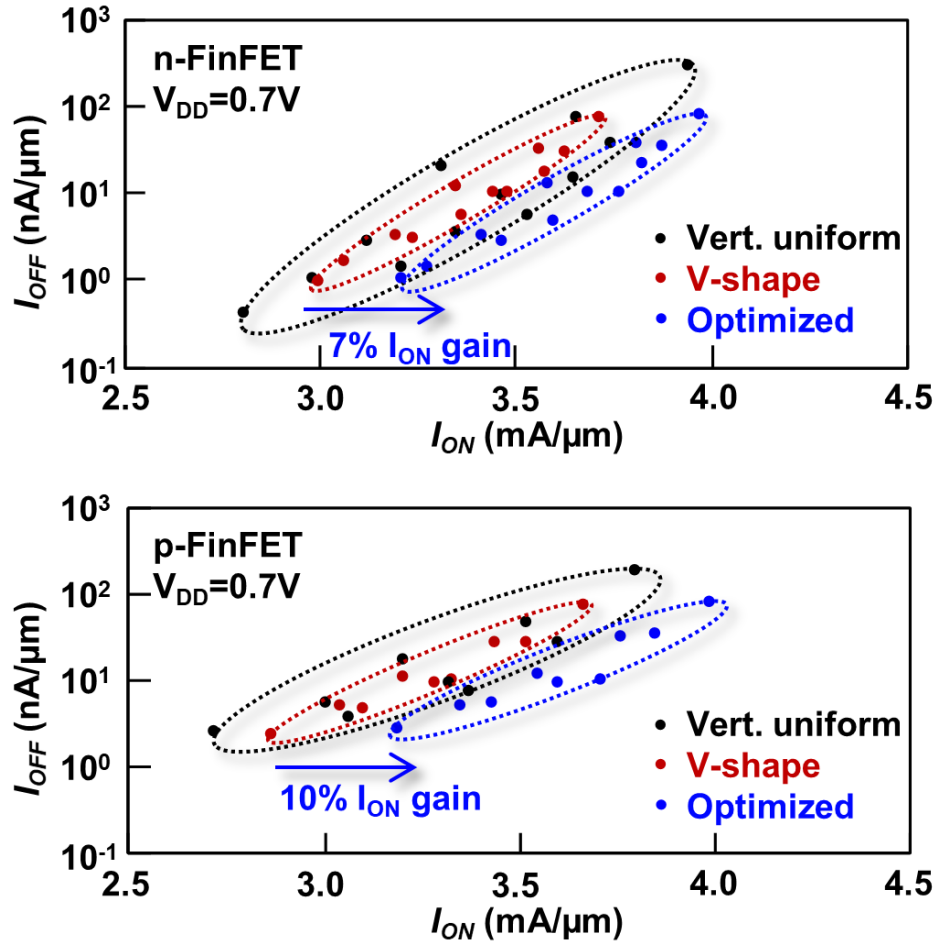 10³
n-FinFET
V_DD=0.7V
10²
10¹
10⁰
10⁻¹
I_OFF (nA/µm)
Vert. uniform
V-shape
Optimized
7% I_ON gain
2.5 3.0 3.5 4.0 4.5
I_ON (mA/µm)
10³
p-FinFET
V_DD=0.7V
10²
10¹
10⁰
10⁻¹
I_OFF (nA/µm)
Vert. uniform
V-shape
Optimized
10% I_ON gain
2.5 3.0 3.5 4.0 4.5
I_ON (mA/µm)